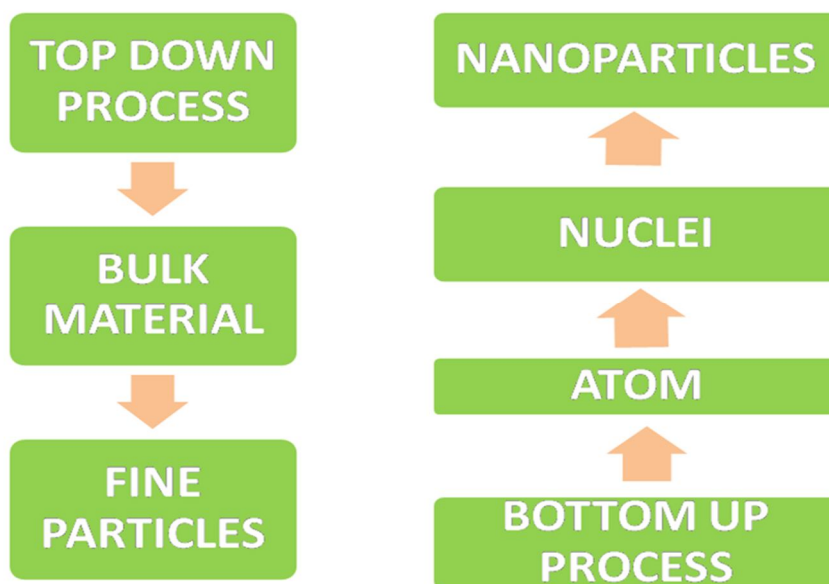 TOP DOWN
PROCESS
BULK
MATERIAL
FINE
PARTICLES
NANOPARTICLES
NUCLEI
ATOM
BOTTOM UP
PROCESS